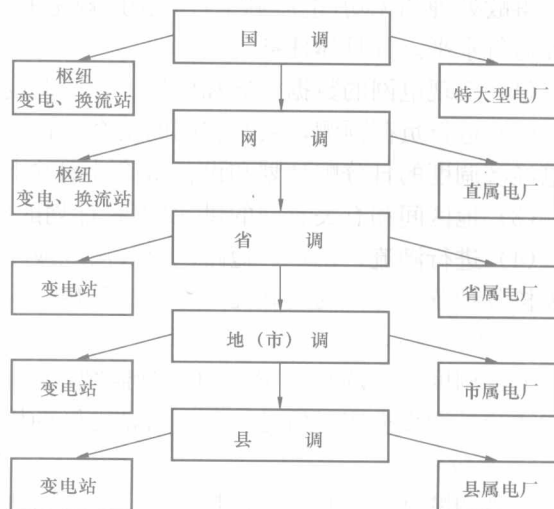 国 调
枢纽
变电、换流站
特大型电厂
网 调
枢纽
变电、换流站
直属电厂
省 调
变电站
省属电厂
地（市）调
变电站
市属电厂
县 调
变电站
县属电厂